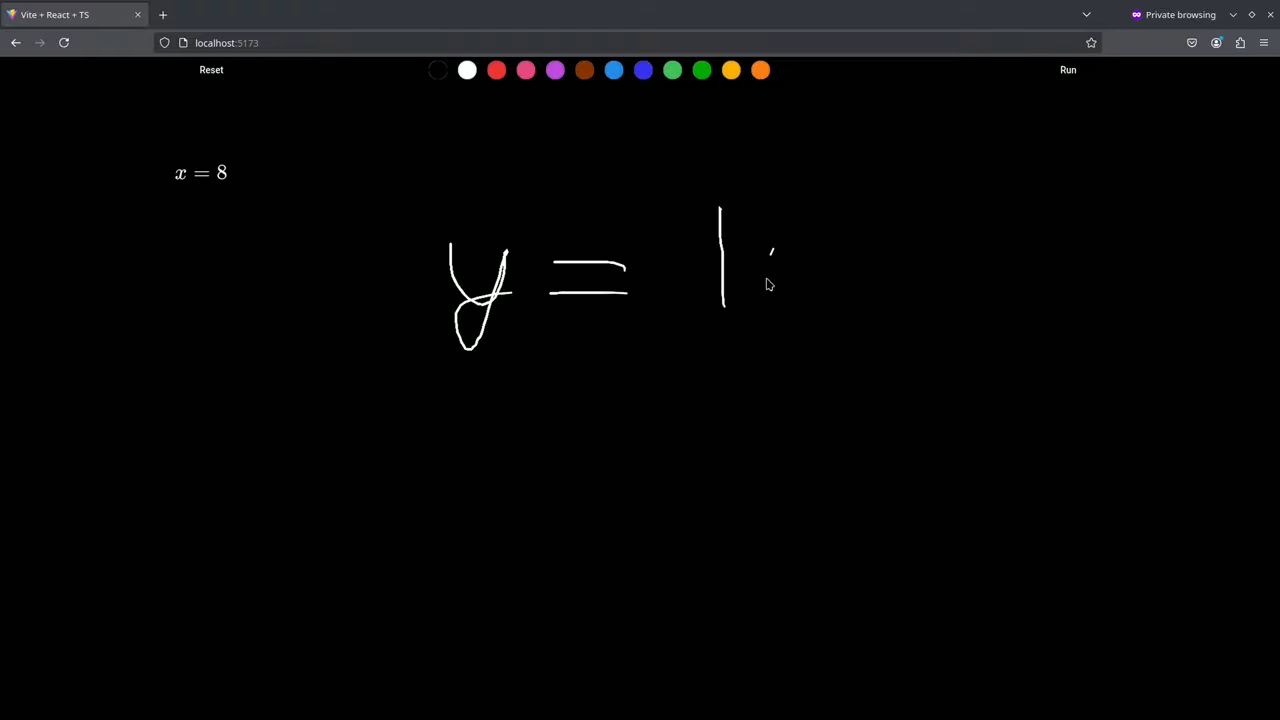 Vite + React + TS
Private browsing
localhost:5173
Reset
Run
x = 8
y = 1